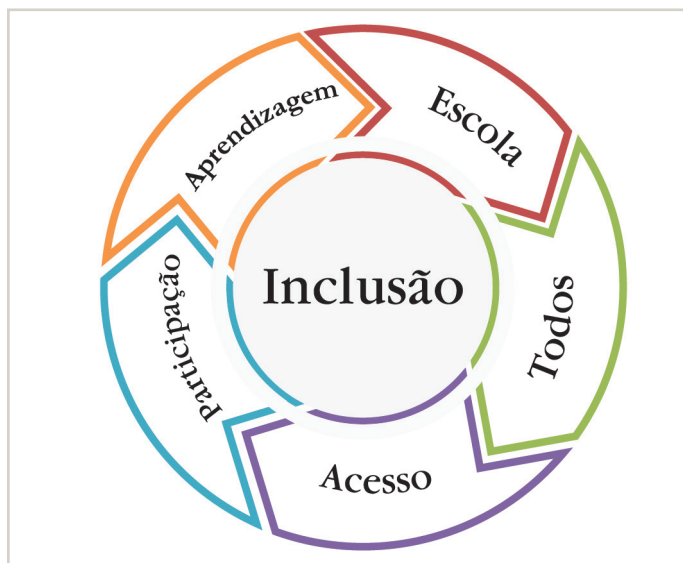 Escola
Todos
Acesso
Participação
Aprendizagem
Inclusão